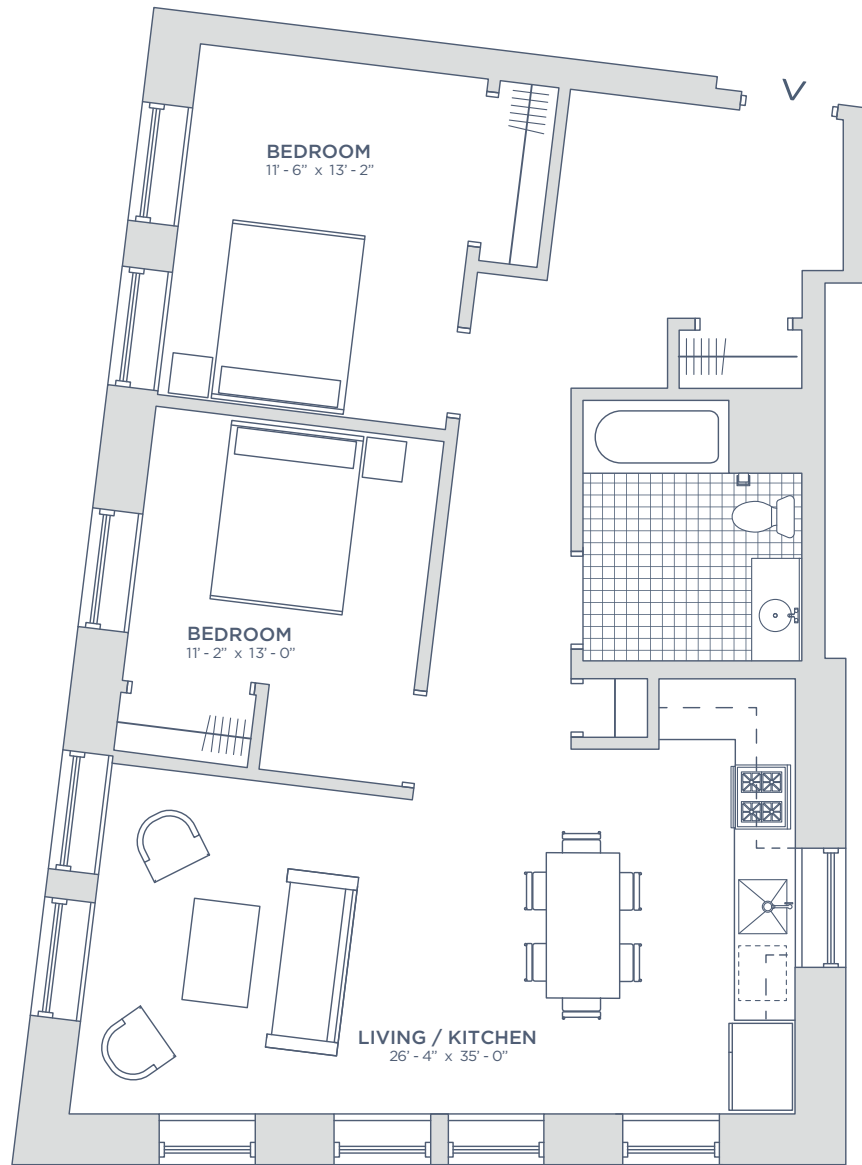 BEDROOM
11' - 6” x 13' - 2”
BEDROOM
11' - 2” x 13' - 0”
LIVING / KITCHEN
26' - 4” x 35' - 0”